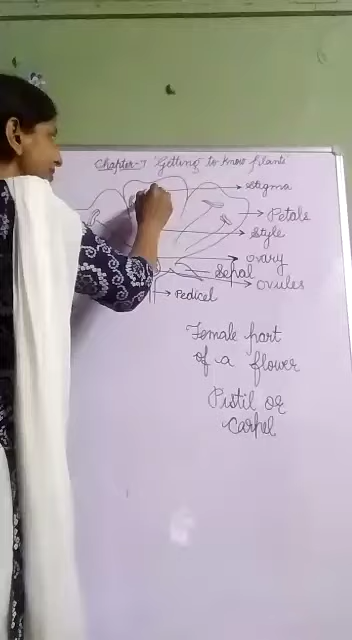 Chapter-7 "Getting to know plants"
Stigma
Petals
Style
ovary
Sepal
ovules
Pedicel
Female part
of a flower
Pistil or
Carpel